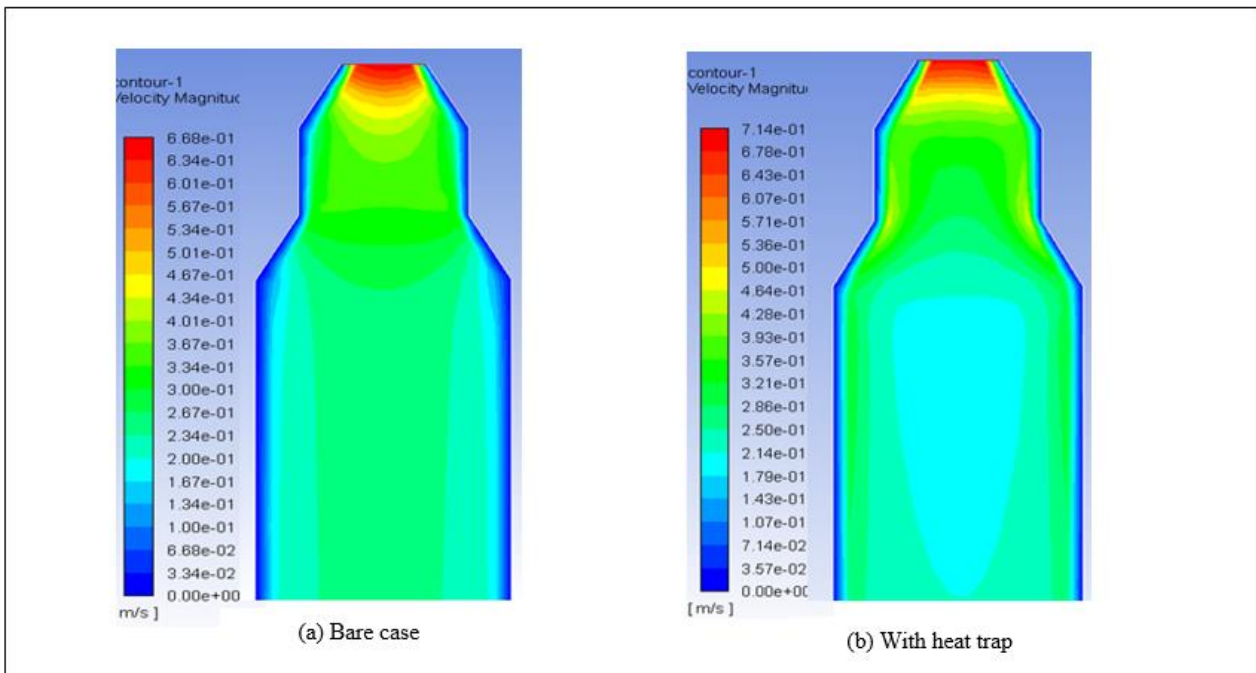 contour-1
Velocity Magnituc
6.68e-01
6.34e-01
6.01e-01
5.67e-01
5.34e-01
5.01e-01
4.67e-01
4.34e-01
4.01e-01
3.67e-01
3.34e-01
3.00e-01
2.67e-01
2.34e-01
2.00e-01
1.67e-01
1.34e-01
1.00e-01
6.68e-02
3.34e-02
0.00e+00
m/s ]
(a) Bare case
contour-1
Velocity Magnitu
7.14e-01
6.78e-01
6.43e-01
6.07e-01
5.71e-01
5.36e-01
5.00e-01
4.64e-01
4.28e-01
3.93e-01
3.57e-01
3.21e-01
2.86e-01
2.50e-01
2.14e-01
1.79e-01
1.43e-01
1.07e-01
7.14e-02
3.57e-02
0.00e+00
[ m/s ]
(b) With heat trap